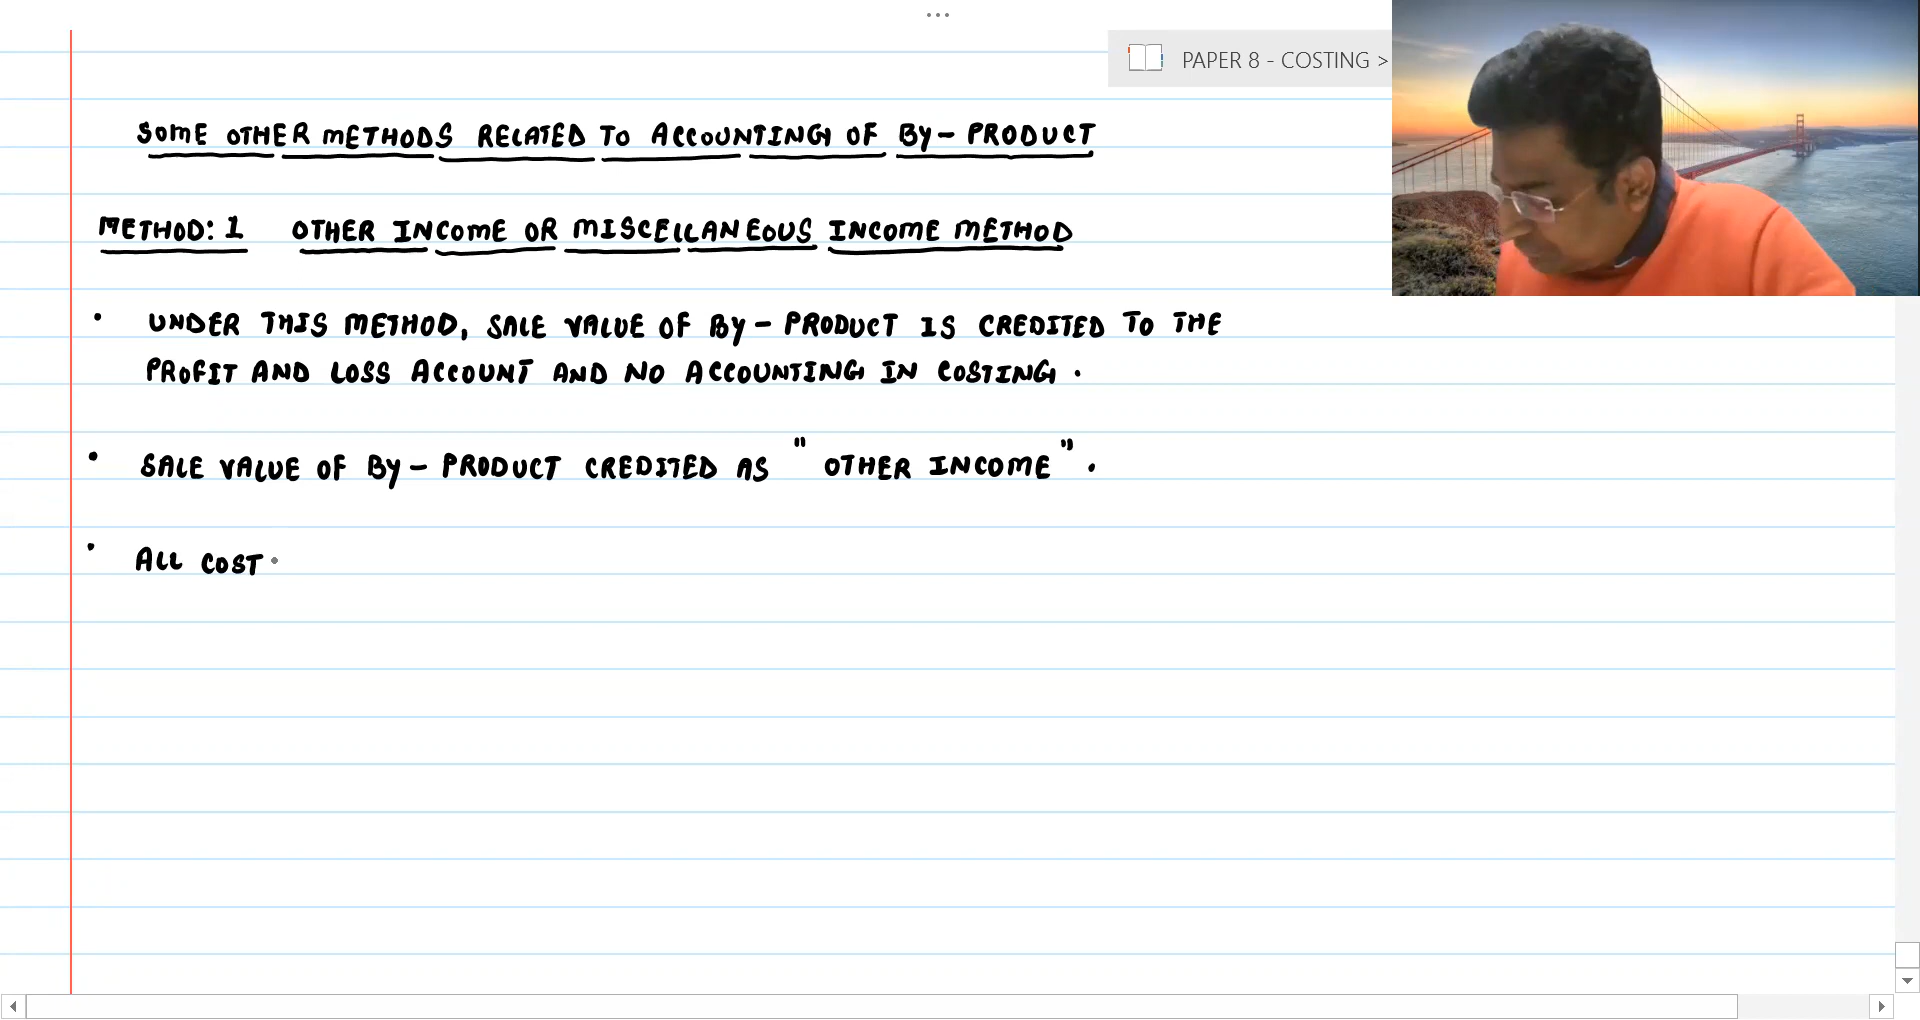 PAPER 8 - COSTING >
SOME OTHER METHODS RELATED TO ACCOUNTING OF BY - PRODUCT
METHOD: 1 OTHER INCOME OR MISCELLANEOUS INCOME METHOD
• UNDER THIS METHOD, SALE VALUE OF BY - PRODUCT IS CREDITED TO THE
PROFIT AND LOSS ACCOUNT AND NO ACCOUNTING IN COSTING .
• SALE VALUE OF BY - PRODUCT CREDITED AS " OTHER INCOME " .
• ALL COST